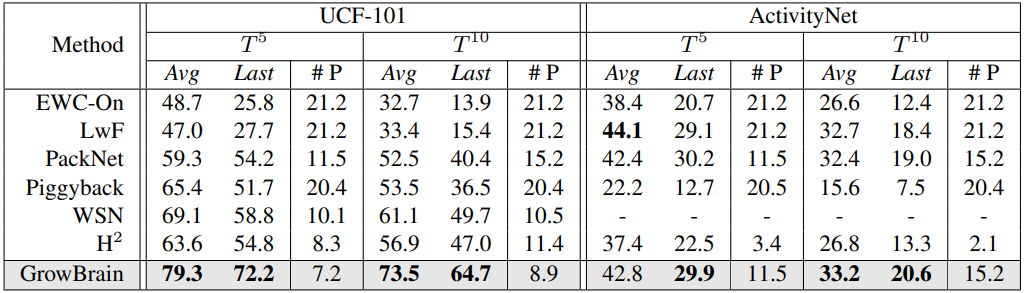 UCF-101 ActivityNet
Method T⁵ T¹⁰ T⁵ T¹⁰
Avg Last # P Avg Last # P Avg Last # P Avg Last # P
EWC-On 48.7 25.8 21.2 32.7 13.9 21.2 38.4 20.7 21.2 26.6 12.4 21.2
LwF 47.0 27.7 21.2 33.4 15.4 21.2 44.1 29.1 21.2 32.7 18.4 21.2
PackNet 59.3 54.2 11.5 52.5 40.4 15.2 42.4 30.2 11.5 32.4 19.0 15.2
Piggyback 65.4 51.7 20.4 53.5 36.5 20.4 22.2 12.7 20.5 15.6 7.5 20.4
WSN 69.1 58.8 10.1 61.1 49.7 10.5 - - - - - -
H² 63.6 54.8 8.3 56.9 47.0 11.4 37.4 22.5 3.4 26.8 13.3 2.1
GrowBrain 79.3 72.2 7.2 73.5 64.7 8.9 42.8 29.9 11.5 33.2 20.6 15.2